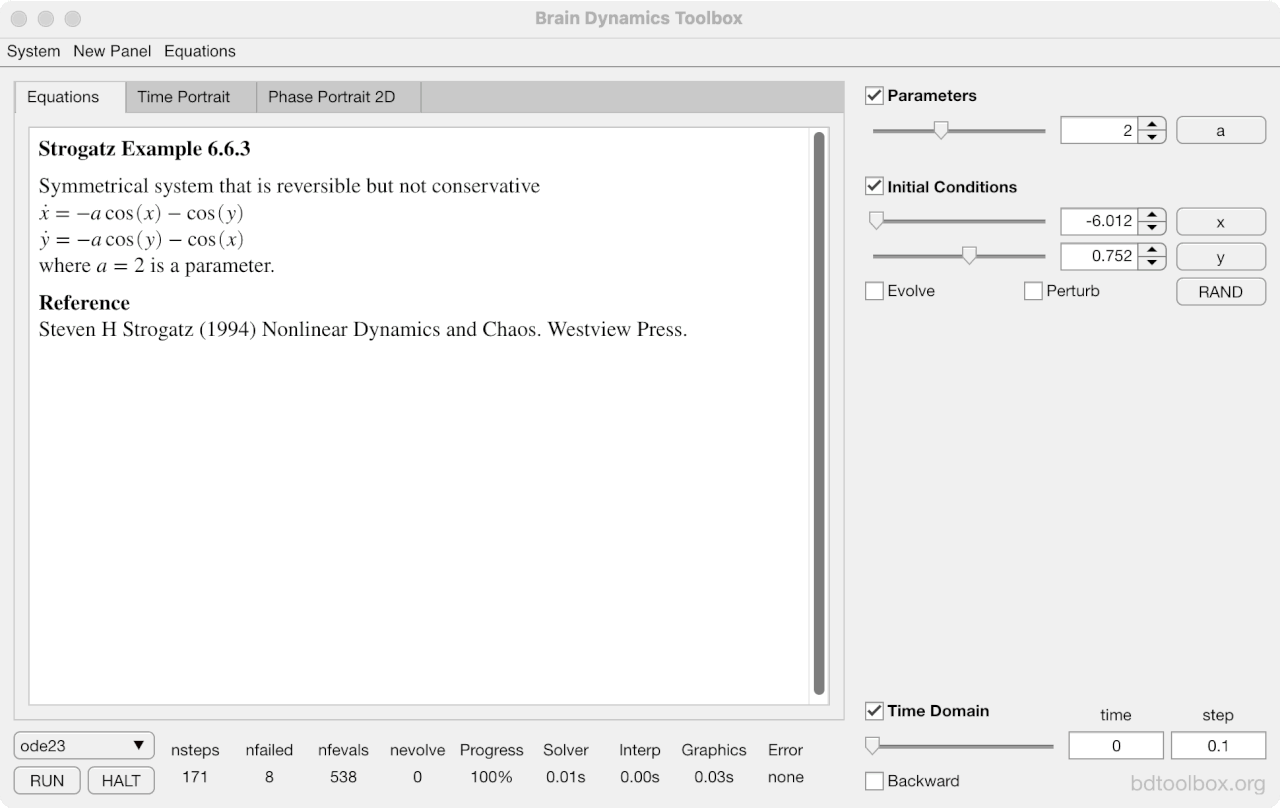 Brain Dynamics Toolbox
System New Panel Equations
Equations Time Portrait Phase Portrait 2D
Strogatz Example 6.6.3
Symmetrical system that is reversible but not conservative
ẋ = −a cos(x) − cos(y)
ẏ = −a cos(y) − cos(x)
where a = 2 is a parameter.
Reference
Steven H Strogatz (1994) Nonlinear Dynamics and Chaos. Westview Press.
Parameters
2 a
Initial Conditions
-6.012 x
0.752 y
Evolve Perturb RAND
Time Domain time step
0 0.1
Backward
bdtoolbox.org
ode23 nsteps nfailed nfevals nevolve Progress Solver Interp Graphics Error
RUN HALT 171 8 538 0 100% 0.01s 0.00s 0.03s none